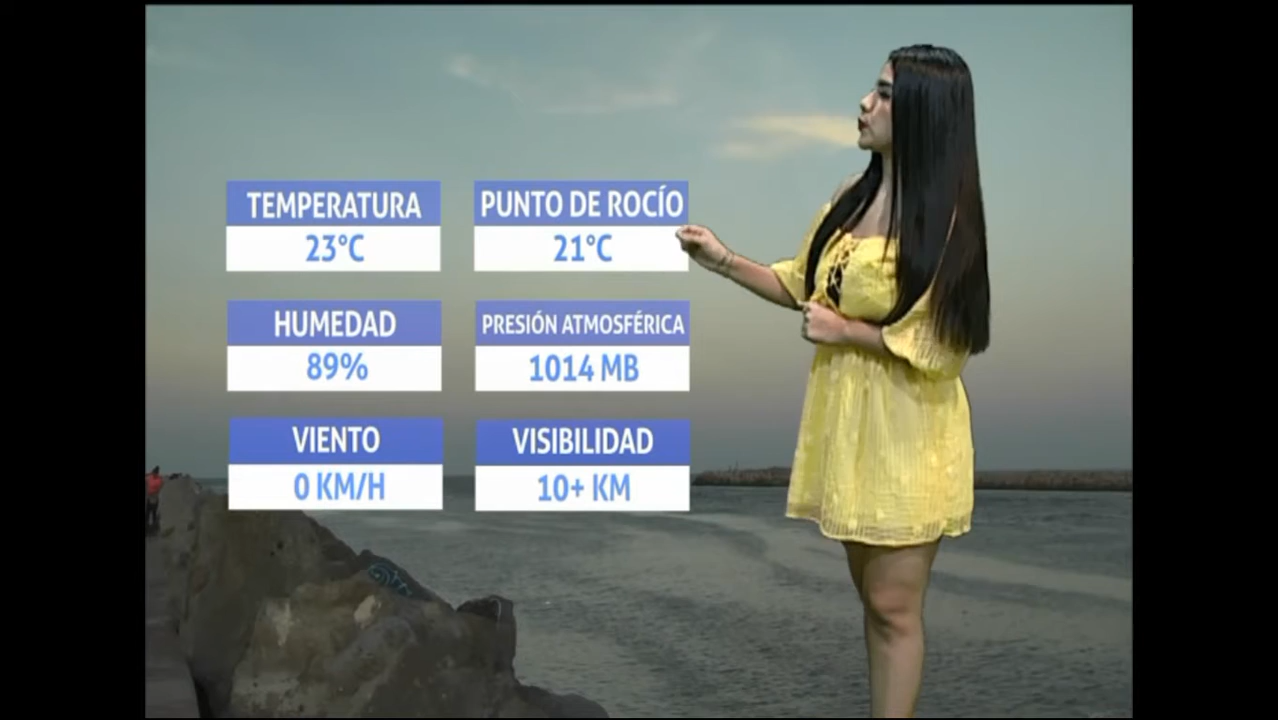 TEMPERATURA
23°C
PUNTO DE ROCÍO
21°C
HUMEDAD
89%
PRESIÓN ATMOSFÉRICA
1014 MB
VIENTO
0 KM/H
VISIBILIDAD
10+ KM